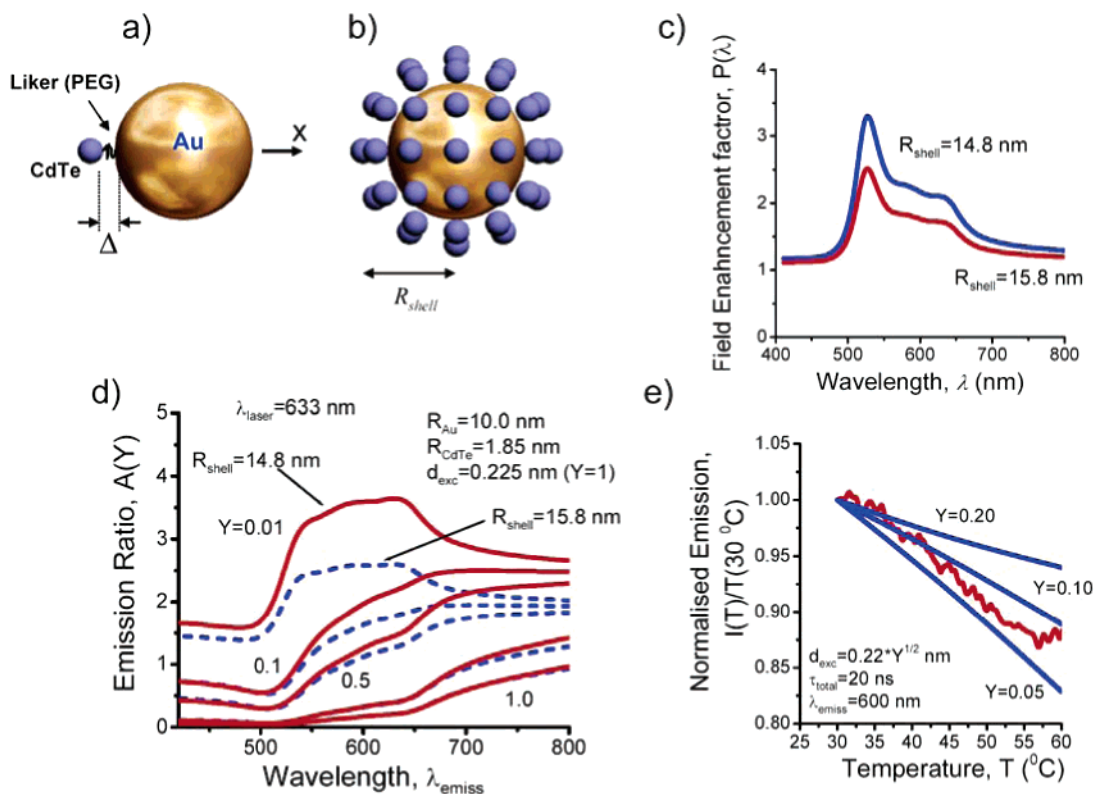 a)
Liker (PEG)
Au
X
CdTe
Δ
b)
R_shell
c)
Field Enahncement factror, P(λ)
4
3
2
1
0
R_shell=14.8 nm
R_shell=15.8 nm
400 500 600 700 800
Wavelength, λ (nm)
d)
λ_laser=633 nm
R_Au=10.0 nm
R_CdTe=1.85 nm
d_exc=0.225 nm (Y=1)
R_shell=14.8 nm
R_shell=15.8 nm
Y=0.01
0.1
0.5
1.0
Emission Ratio, A(Y)
5
4
3
2
1
0
500 600 700 800
Wavelength, λ_emiss
e)
Normalised Emission,
I(T)/T(30 ⁰C)
1.05
1.00
0.95
0.90
0.85
0.80
Y=0.20
Y=0.10
Y=0.05
d_exc=0.22*Y^1/2 nm
τ_total=20 ns
λ_emiss=600 nm
25 30 35 40 45 50 55 60
Temperature, T (⁰C)